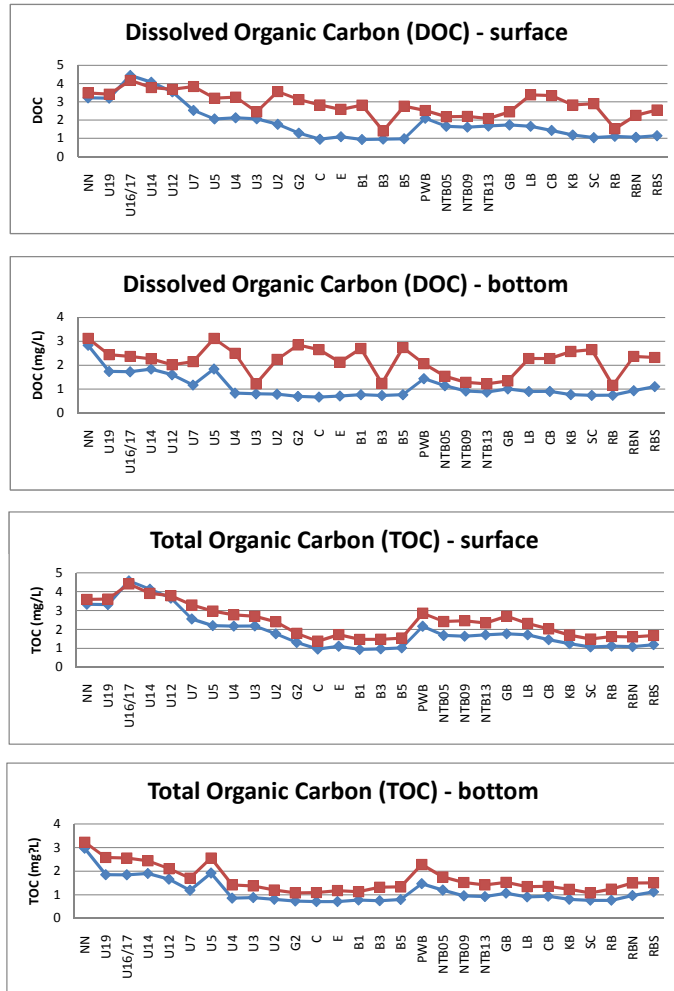 Dissolved Organic Carbon (DOC) - surface
5
4
3
2
1
0
DOC
NN U19 U16/17 U14 U12 U7 U5 U4 U3 U2 G2 C E B1 B3 B5 PWB NTB05 NTB09 NTB13 GB LB CB KB SC RB RBN RBS
Dissolved Organic Carbon (DOC) - bottom
4
3
2
1
0
DOC (mg/L)
NN U19 U16/17 U14 U12 U7 U5 U4 U3 U2 G2 C E B1 B3 B5 PWB NTB05 NTB09 NTB13 GB LB CB KB SC RB RBN RBS
Total Organic Carbon (TOC) - surface
5
4
3
2
1
0
TOC (mg/L)
NN U19 U16/17 U14 U12 U7 U5 U4 U3 U2 G2 C E B1 B3 B5 PWB NTB05 NTB09 NTB13 GB LB CB KB SC RB RBN RBS
Total Organic Carbon (TOC) - bottom
4
3
2
1
0
TOC (mg?L)
NN U19 U16/17 U14 U12 U7 U5 U4 U3 U2 G2 C E B1 B3 B5 PWB NTB05 NTB09 NTB13 GB LB CB KB SC RB RBN RBS